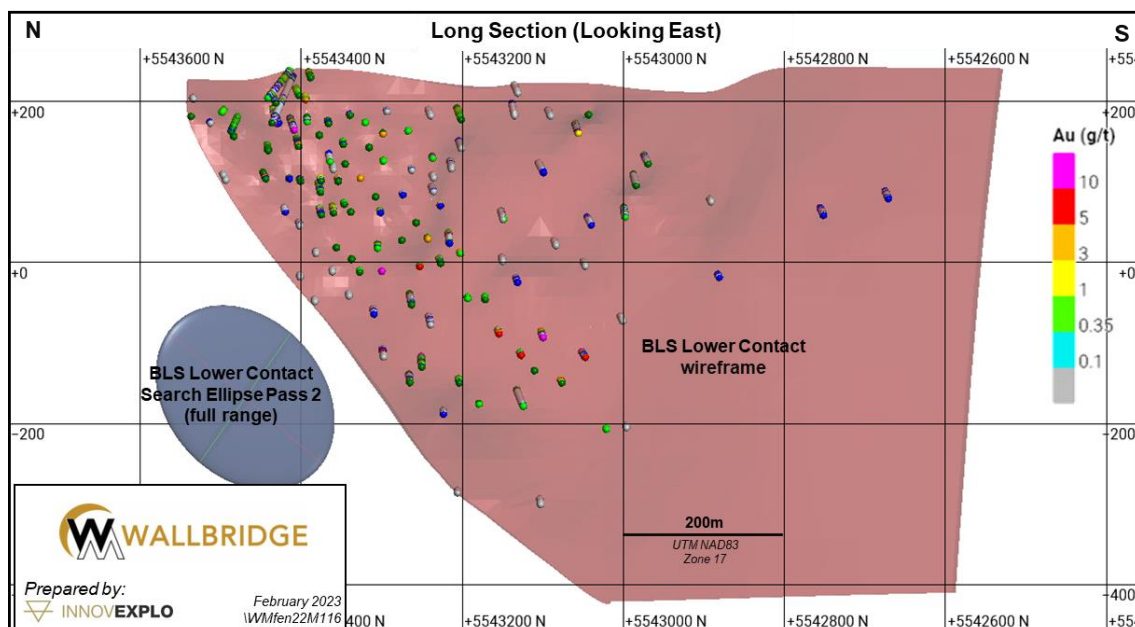 N
Long Section (Looking East)
S
+5543600 N
+5543400 N
+5543200 N
+5543000 N
+5542800 N
+5542600 N
+200
+200
Au (g/t)
10
5
3
1
0.35
0.1
+0
+0
BLS Lower Contact
wireframe
BLS Lower Contact
Search Ellipse Pass 2
(full range)
-200
-200
200m
UTM NAD83
Zone 17
WALLBRIDGE
Prepared by:
INNOVEXPLO
February 2023
\WMfen22M116
-400
400 N
+5543200 N
+5543000 N
+5542800 N
+5542600 N